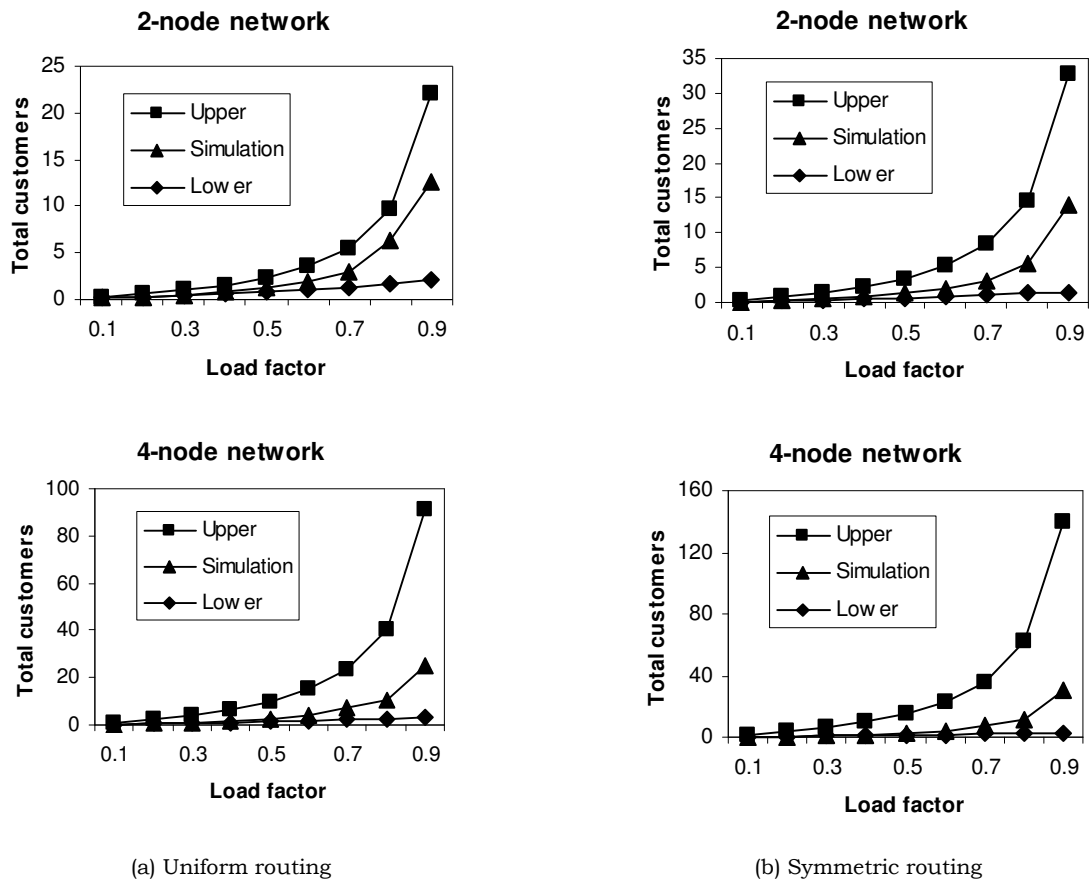 2-node network
25
20
15
10
5
0
Total customers
Upper
Simulation
Low er
0.1 0.3 0.5 0.7 0.9
Load factor
2-node network
35
30
25
20
15
10
5
0
Total customers
Upper
Simulation
Low er
0.1 0.3 0.5 0.7 0.9
Load factor
4-node network
100
80
60
40
20
0
Total customers
Upper
Simulation
Low er
0.1 0.3 0.5 0.7 0.9
Load factor
4-node network
160
120
80
40
0
Total customers
Upper
Simulation
Low er
0.1 0.3 0.5 0.7 0.9
Load factor
(a) Uniform routing
(b) Symmetric routing